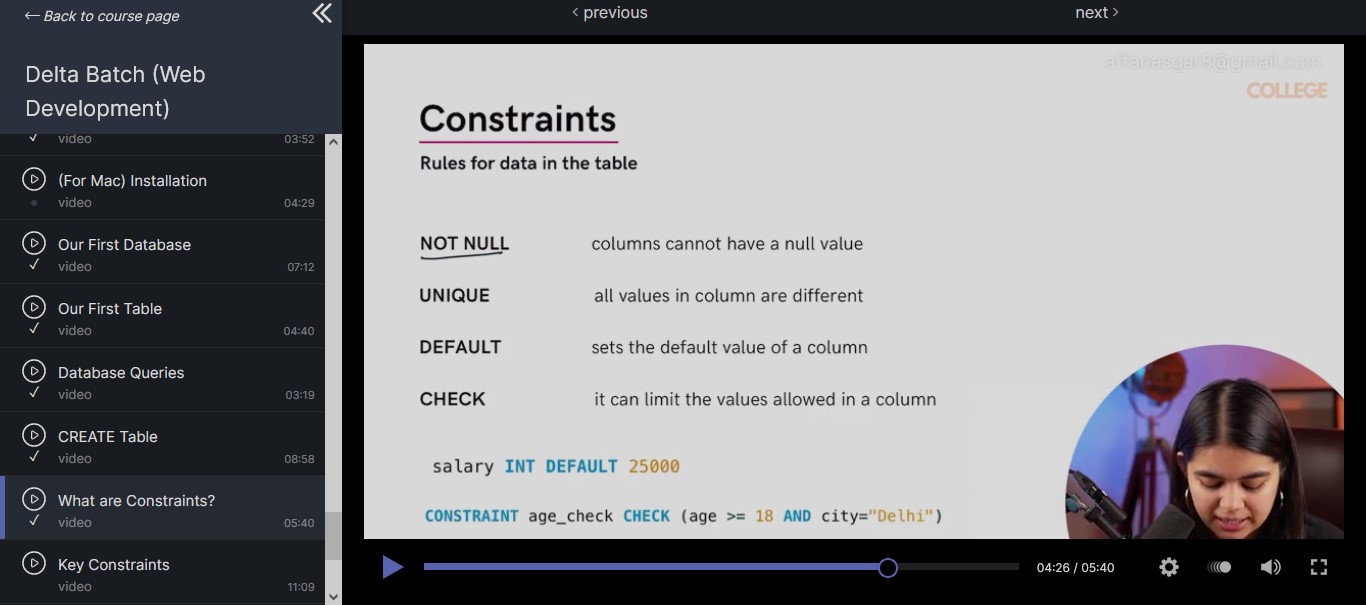 Back to course page
Delta Batch (Web
Development)
video 03:52
(For Mac) Installation
video 04:29
Our First Database
video 07:12
Our First Table
video 04:40
Database Queries
video 03:19
CREATE Table
video 08:58
What are Constraints?
video 05:40
Key Constraints
video 11:09
previous
next
COLLEGE
Constraints
Rules for data in the table
NOT NULL columns cannot have a null value
UNIQUE all values in column are different
DEFAULT sets the default value of a column
CHECK it can limit the values allowed in a column
salary INT DEFAULT 25000
CONSTRAINT age_check CHECK (age >= 18 AND city="Delhi")
04:26 / 05:40